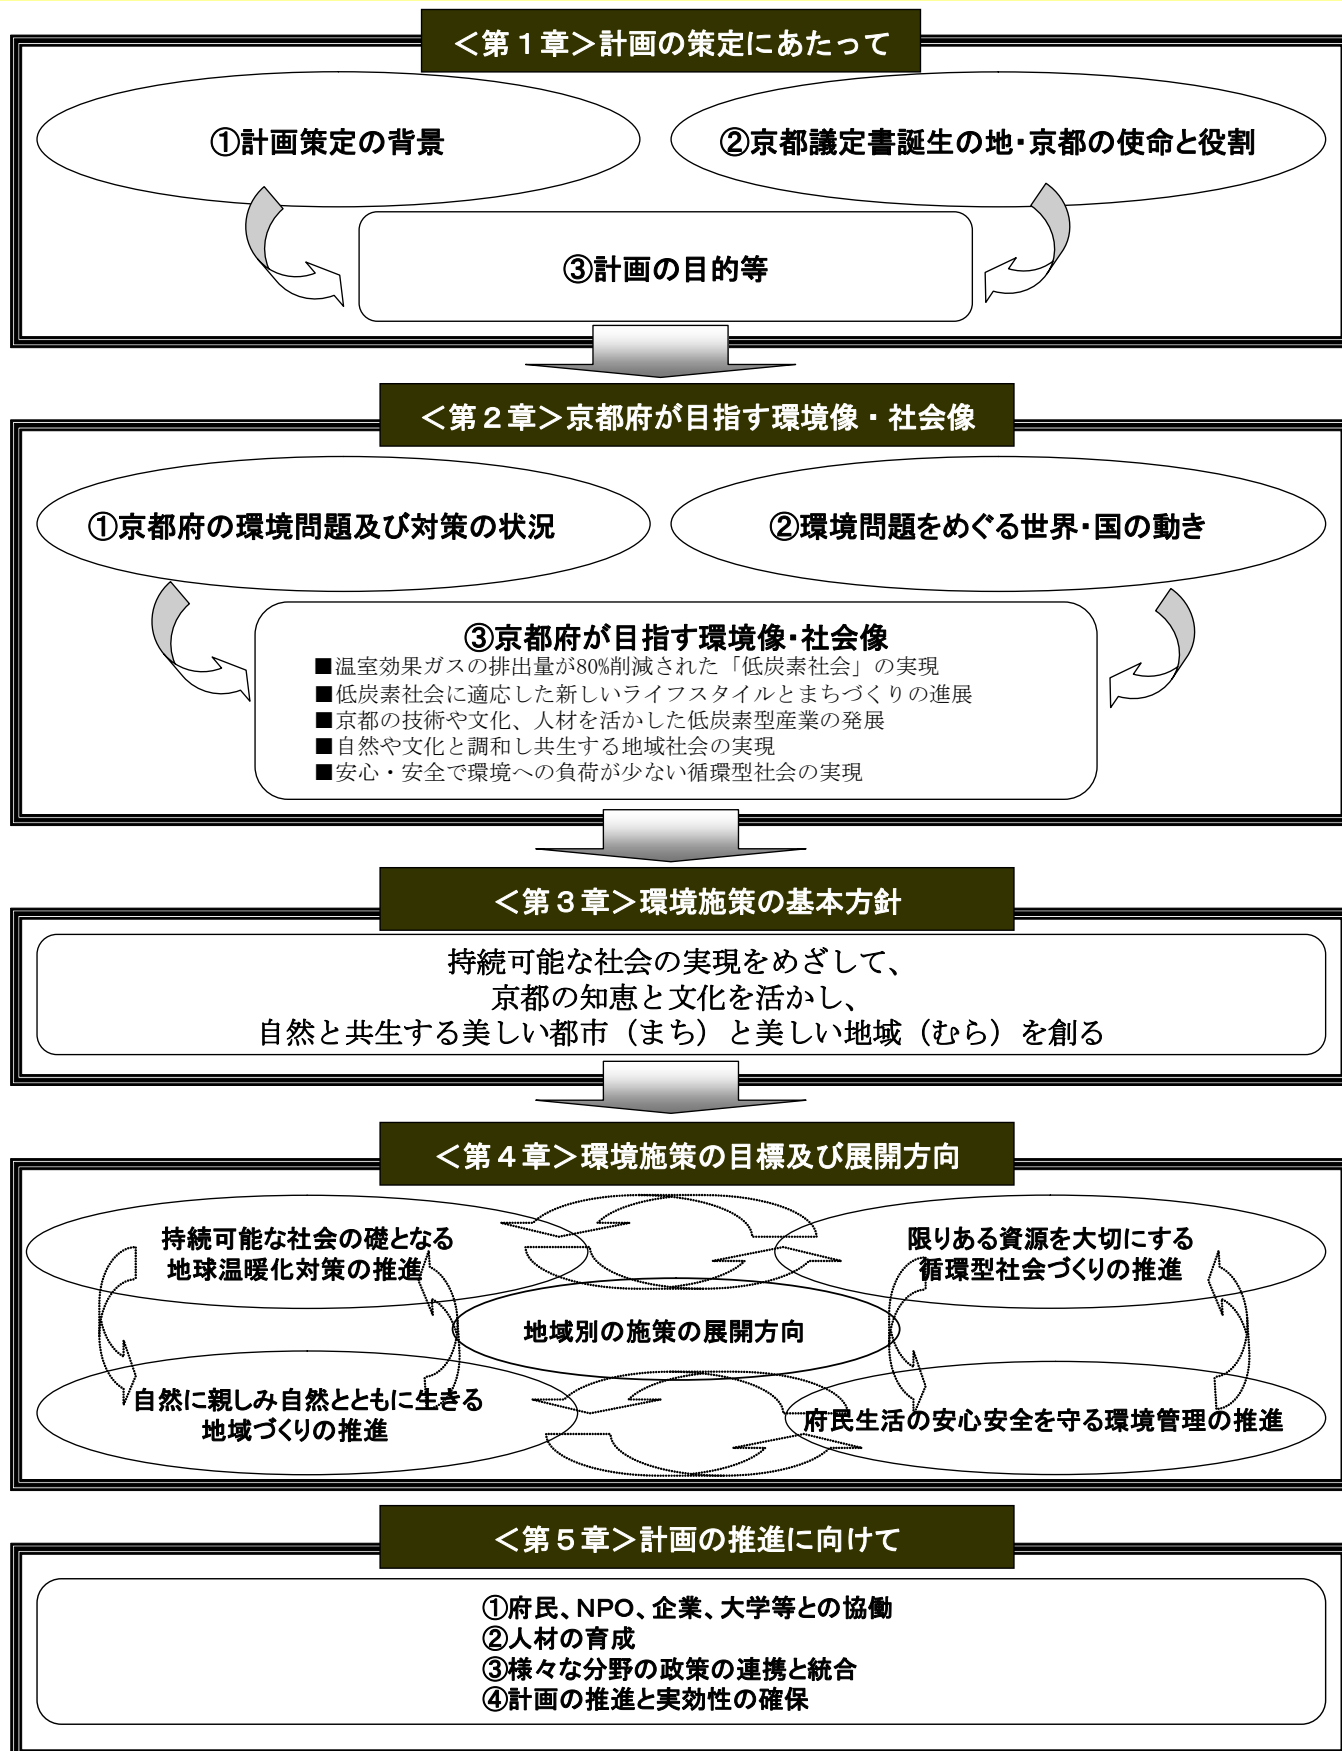 ＜第１章＞計画の策定にあたって
①計画策定の背景
②京都議定書誕生の地・京都の使命と役割
③計画の目的等
＜第２章＞京都府が目指す環境像・社会像
①京都府の環境問題及び対策の状況
②環境問題をめぐる世界・国の動き
③京都府が目指す環境像・社会像
■温室効果ガスの排出量が80%削減された「低炭素社会」の実現
■低炭素社会に適応した新しいライフスタイルとまちづくりの進展
■京都の技術や文化、人材を活かした低炭素型産業の発展
■自然や文化と調和し共生する地域社会の実現
■安心・安全で環境への負荷が少ない循環型社会の実現
＜第３章＞環境施策の基本方針
持続可能な社会の実現をめざして、
京都の知恵と文化を活かし、
自然と共生する美しい都市（まち）と美しい地域（むら）を創る
＜第４章＞環境施策の目標及び展開方向
持続可能な社会の礎となる
地球温暖化対策の推進
限りある資源を大切にする
循環型社会づくりの推進
地域別の施策の展開方向
自然に親しみ自然とともに生きる
地域づくりの推進
府民生活の安心安全を守る環境管理の推進
＜第５章＞計画の推進に向けて
①府民、NPO、企業、大学等との協働
②人材の育成
③様々な分野の政策の連携と統合
④計画の推進と実効性の確保